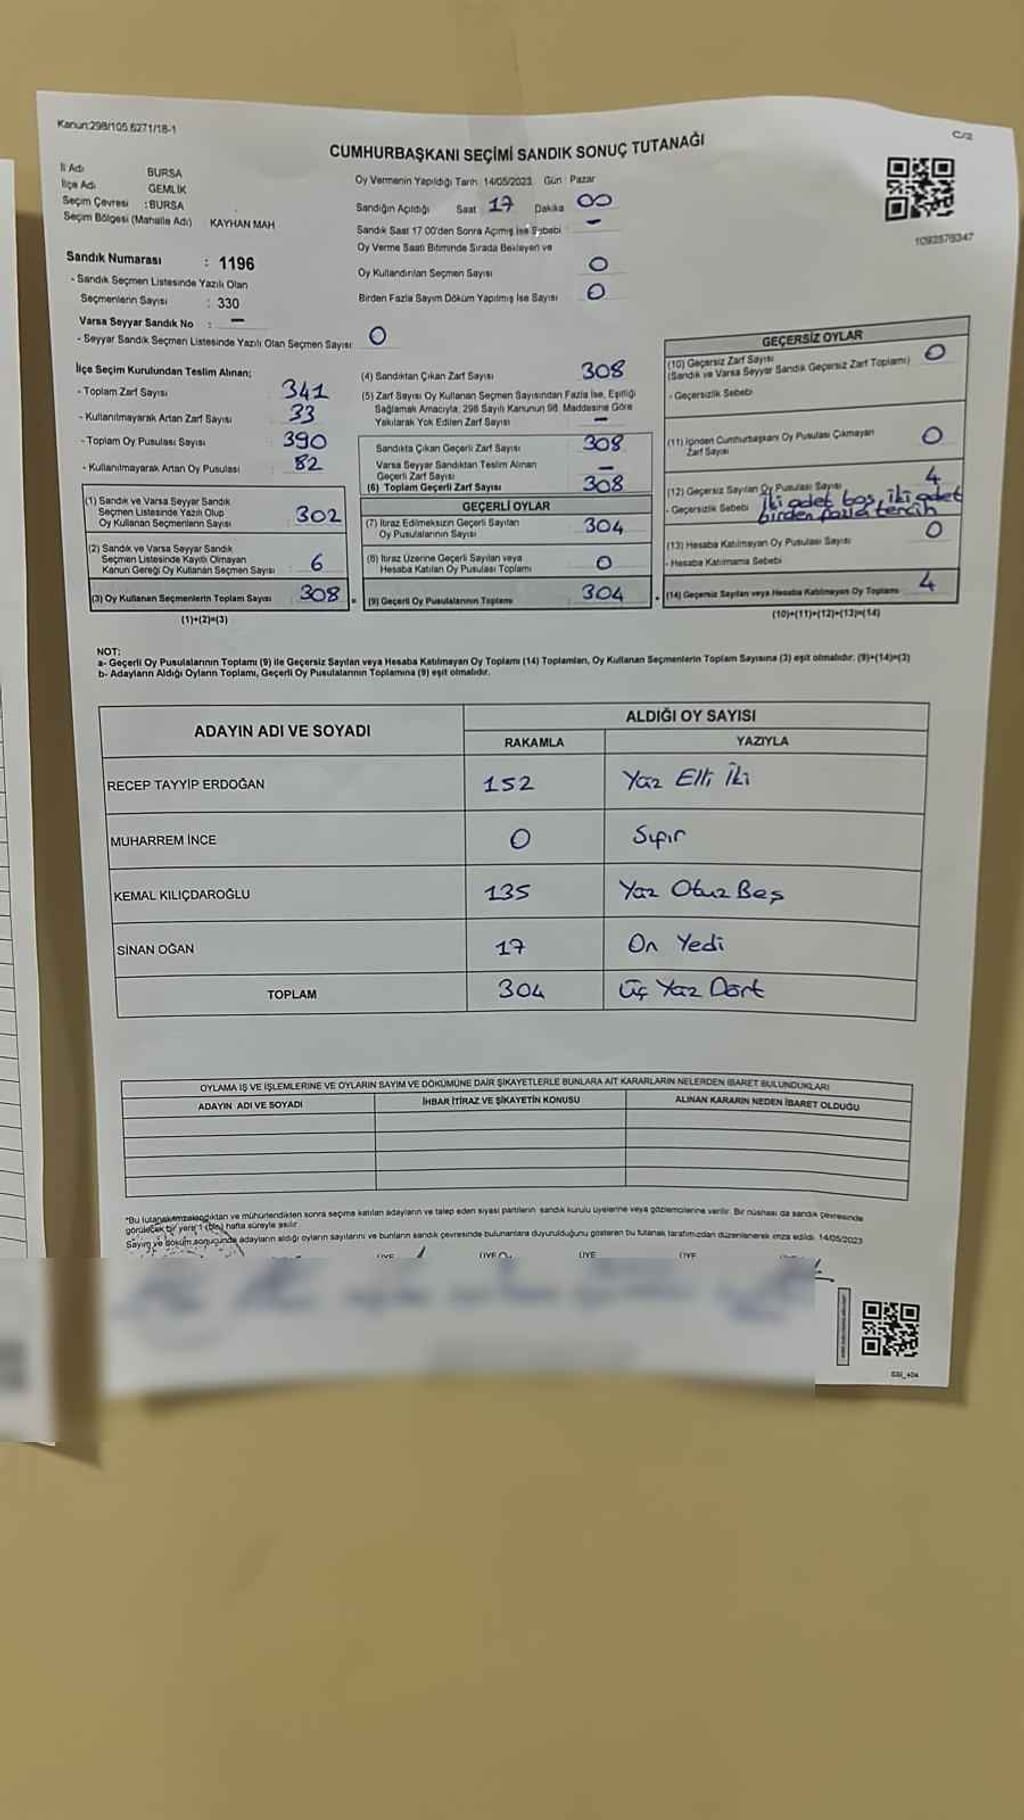 Kanun:298/105,6271/18-1
C/2
CUMHURBAŞKANI SEÇİMİ SANDIK SONUÇ TUTANAĞI
İl Adı BURSA
İlçe Adı GEMLİK
Seçim Çevresi :BURSA
Seçim Bölgesi (Mahalle Adı) KAYHAN MAH
Oy Vermenin Yapıldığı Tarih: 14/05/2023 Gün : Pazar
Sandığın Açıldığı Saat 17 Dakika 00
Sandık Saat 17.00'den Sonra Açılmış İse Sebebi -
Oy Verme Saati Bitiminde Sırada Bekleyen ve
Oy Kullandırılan Seçmen Sayısı 0
Birden Fazla Sayım Döküm Yapılmış İse Sayısı 0
1092576347
Sandık Numarası : 1196
- Sandık Seçmen Listesinde Yazılı Olan
Seçmenlerin Sayısı : 330
Varsa Seyyar Sandık No : -
- Seyyar Sandık Seçmen Listesinde Yazılı Olan Seçmen Sayısı: 0
İlçe Seçim Kurulundan Teslim Alınan;
- Toplam Zarf Sayısı 341
- Kullanılmayarak Artan Zarf Sayısı 33
- Toplam Oy Pusulası Sayısı 390
- Kullanılmayarak Artan Oy Pusulası 82
(1) Sandık ve Varsa Seyyar Sandık
Seçmen Listesinde Yazılı Olup
Oy Kullanan Seçmenlerin Sayısı 302
(2) Sandık ve Varsa Seyyar Sandık
Seçmen Listesinde Kayıtlı Olmayan
Kanun Gereği Oy Kullanan Seçmen Sayısı 6
(3) Oy Kullanan Seçmenlerin Toplam Sayısı 308
(1)+(2)=(3)
(4) Sandıktan Çıkan Zarf Sayısı 308
(5) Zarf Sayısı Oy Kullanan Seçmen Sayısından Fazla İse, Eşitliği
Sağlamak Amacıyla, 298 Sayılı Kanunun 98. Maddesine Göre
Yakılarak Yok Edilen Zarf Sayısı -
Sandıkta Çıkan Geçerli Zarf Sayısı 308
Varsa Seyyar Sandıktan Teslim Alınan
Geçerli Zarf Sayısı -
(6) Toplam Geçerli Zarf Sayısı 308
GEÇERLİ OYLAR
(7) İtiraz Edilmeksizin Geçerli Sayılan
Oy Pusulalarının Sayısı 304
(8) İtiraz Üzerine Geçerli Sayılan veya
Hesaba Katılan Oy Pusulası Toplamı 0
(9) Geçerli Oy Pusulalarının Toplamı 304
GEÇERSİZ OYLAR
(10) Geçersiz Zarf Sayısı 0
(Sandık ve Varsa Seyyar Sandık Geçersiz Zarf Toplamı)
- Geçersizlik Sebebi
(11) İçinden Cumhurbaşkanı Oy Pusulası Çıkmayan
Zarf Sayısı 0
(12) Geçersiz Sayılan Oy Pusulası Sayısı 4
- Geçersizlik Sebebi iki adet boş, iki adet
birden fazla tercih
(13) Hesaba Katılmayan Oy Pusulası Sayısı 0
- Hesaba Katılmama Sebebi
(14) Geçersiz Sayılan veya Hesaba Katılmayan Oy Toplamı 4
(10)+(11)+(12)+(13)=(14)
NOT:
a- Geçerli Oy Pusulalarının Toplamı (9) ile Geçersiz Sayılan veya Hesaba Katılmayan Oy Toplamı (14) Toplamları, Oy Kullanan Seçmenlerin Toplam Sayısına (3) eşit olmalıdır. (9)+(14)=(3)
b- Adayların Aldığı Oyların Toplamı, Geçerli Oy Pusulalarının Toplamına (9) eşit olmalıdır.
ADAYIN ADI VE SOYADI ALDIĞI OY SAYISI
RAKAMLA YAZIYLA
RECEP TAYYİP ERDOĞAN 152 Yüz Elli İki
MUHARREM İNCE 0 Sıfır
KEMAL KILIÇDAROĞLU 135 Yüz Otuz Beş
SİNAN OĞAN 17 On Yedi
TOPLAM 304 Üç Yüz Dört
OYLAMA İŞ VE İŞLEMLERİNE VE OYLARIN SAYIM VE DÖKÜMÜNE DAİR ŞİKAYETLERLE BUNLARA AİT KARARLARIN NELERDEN İBARET BULUNDUKLARI
ADAYIN ADI VE SOYADI İHBAR İTİRAZ VE ŞİKAYETİN KONUSU ALINAN KARARIN NEDEN İBARET OLDUĞU
*Bu tutanak imzalandıktan ve mühürlendikten sonra seçime katılan adayların ve talep eden siyasi partilerin sandık kurulu üyelerine veya gözlemcilerine verilir. Bir nüshası da sandık çevresinde
görülecek bir yere 1 (bir) hafta süreyle asılır.
Sayım ve döküm sonucunda adayların aldığı oyların sayılarını ve bunların sandık çevresinde bulunanlara duyurulduğunu gösteren bu tutanak tarafımızdan düzenlenerek imza edildi. 14/05/2023
ÜYE ÜYE ÜYE ÜYE